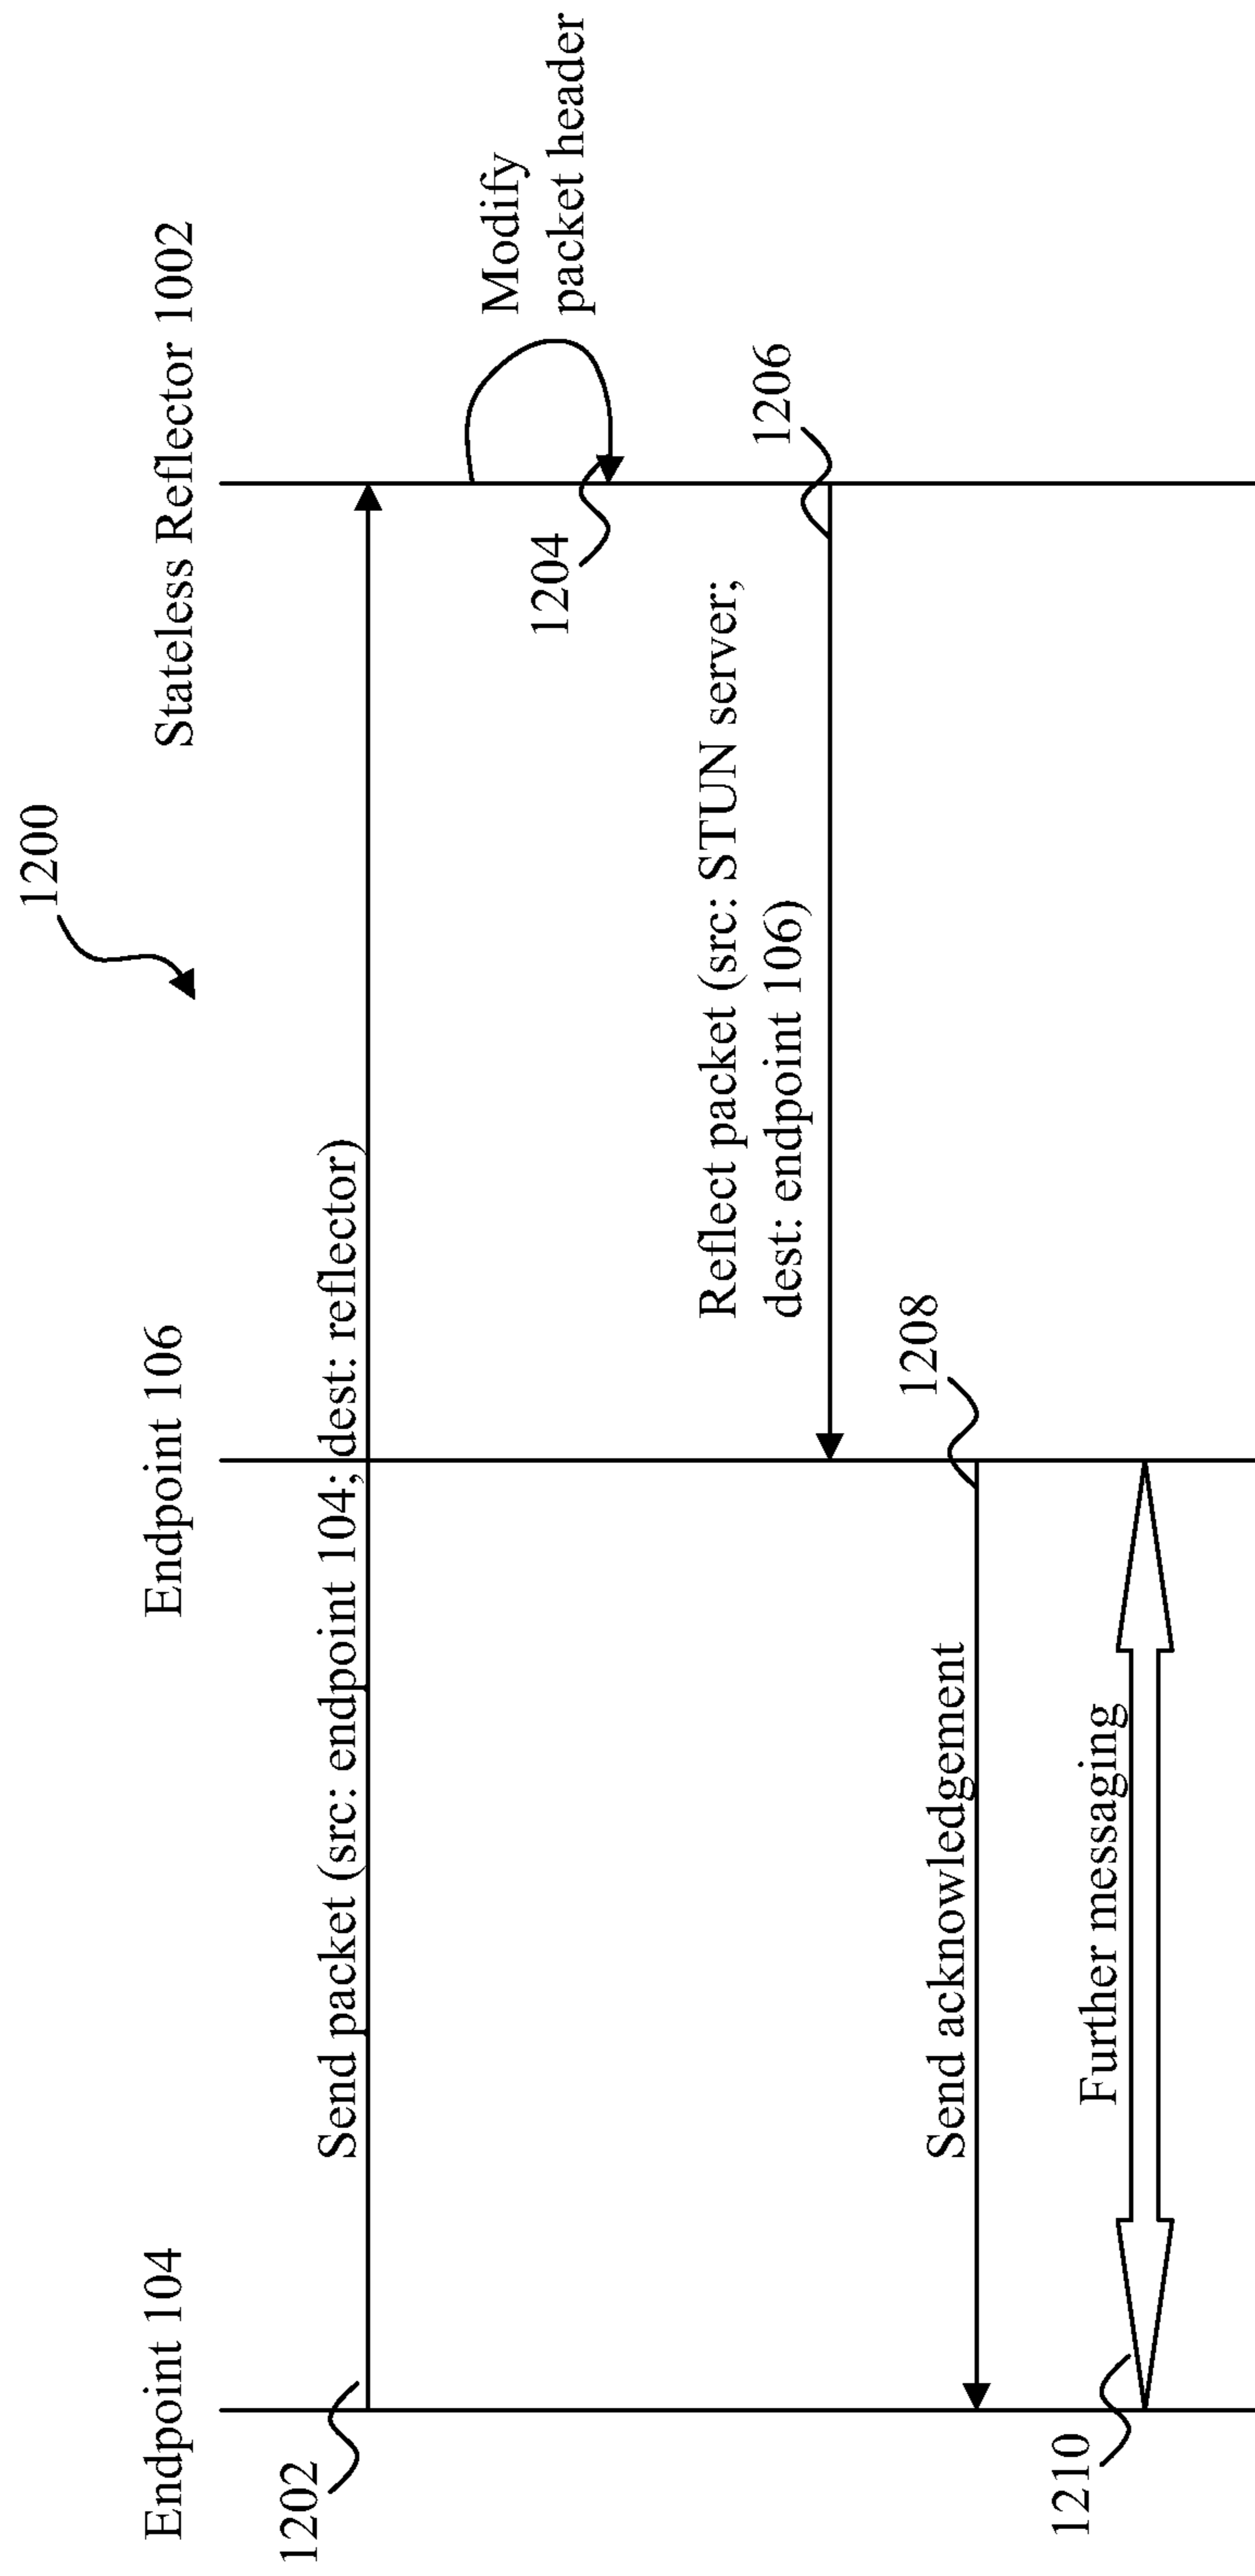 1200
Endpoint 104
Endpoint 106
Stateless Reflector 1002
1202
Send packet (src: endpoint 104; dest: reflector)
Modify
packet header
1204
Reflect packet (src: STUN server;
dest: endpoint 106)
1206
1208
Send acknowledgement
1210
Further messaging